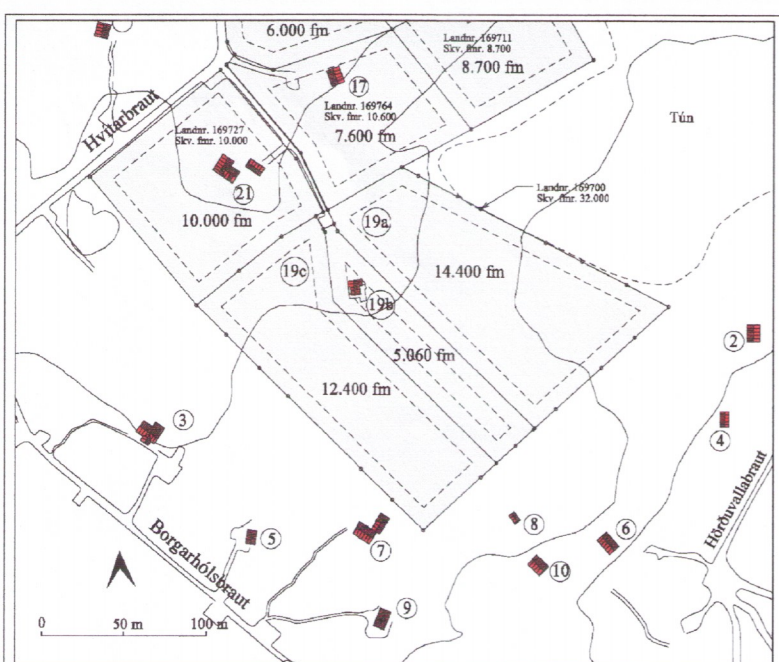 6.000 fm
Landnr. 169711
Skv. fmr. 8.700
8.700 fm
17
Landnr. 169764
Skv. fmr. 10.600
7.600 fm
Tún
Hvítárbraut
Landnr. 169727
Skv. fmr. 10.000
21
10.000 fm
Landnr. 169700
Skv. fmr. 32.000
19a
19c
14.400 fm
19b
5.060 fm
12.400 fm
2
3
4
Hörðuvallabraut
Borgarhólsbraut
5
7
8
6
10
9
0
50 m
100 m